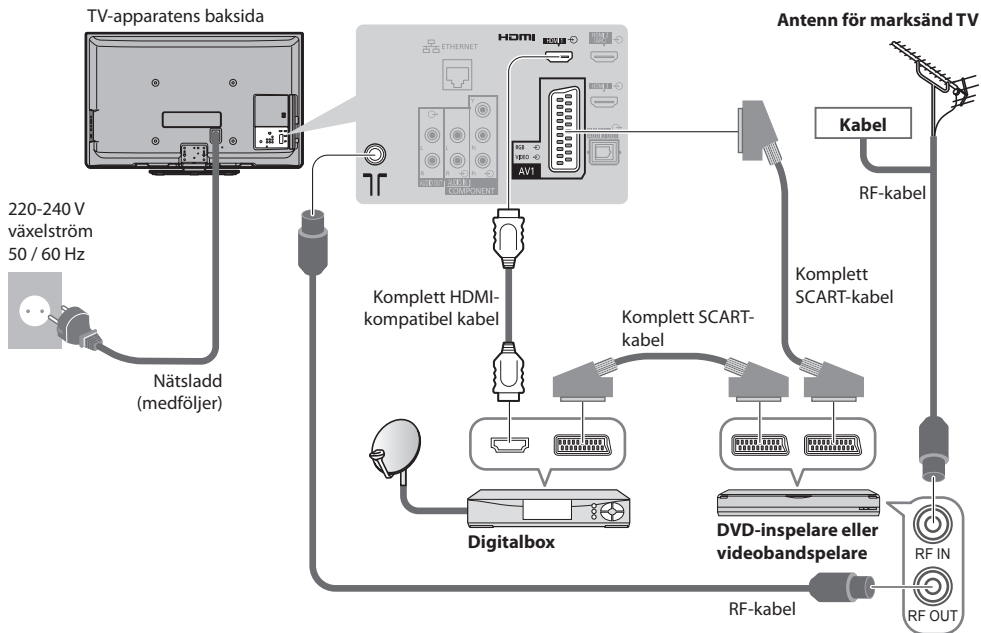 TV-apparatens baksida
Antenn för marksänd TV
ETHERNET
HDMI
HDMI 1
RGB
VIDEO
AV1
COMPONENT
Y
L
L
R
R
Kabel
RF-kabel
220-240 V
växelström
50 / 60 Hz
Komplett HDMI-
kompatibel kabel
Komplett SCART-
kabel
Komplett
SCART-kabel
Nätsladd
(medföljer)
Digitalbox
DVD-inspelare eller
videobandspelare
RF IN
RF OUT
RF-kabel